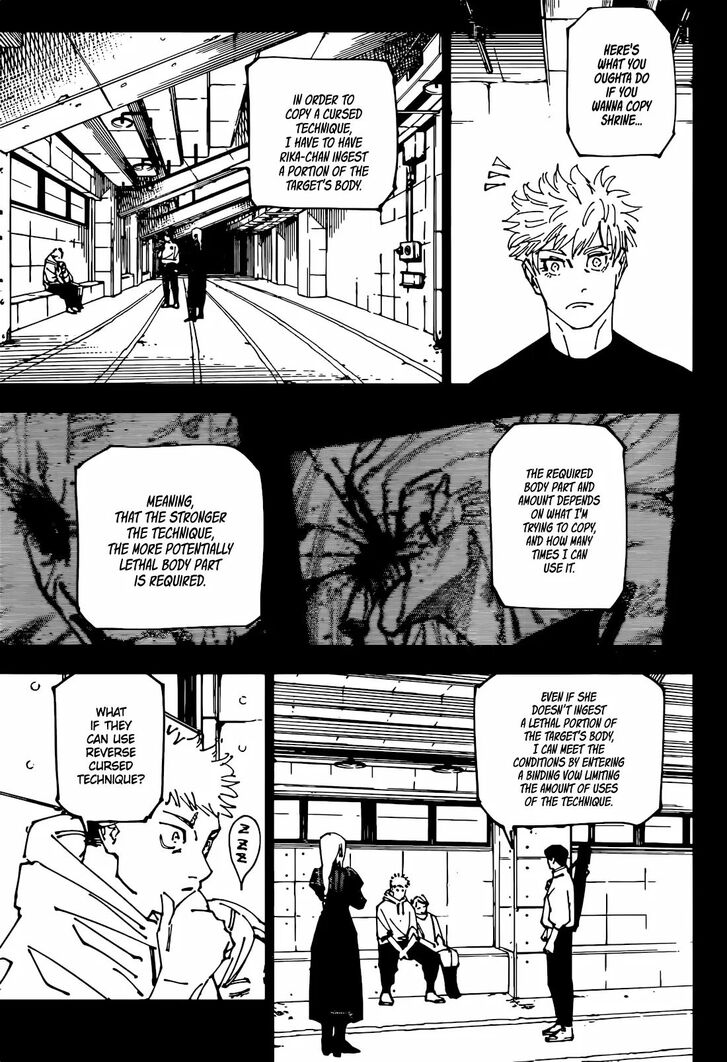 HERE'S
WHAT YOU
OUGHTA DO
IF YOU
WANNA COPY
SHRINE...
IN ORDER TO
COPY A CURSED
TECHNIQUE,
I HAVE TO HAVE
RIKA-CHAN INGEST
A PORTION OF THE
TARGET'S BODY.
THE REQUIRED
BODY PART AND
AMOUNT DEPENDS
ON WHAT I'M
TRYING TO COPY,
AND HOW MANY
TIMES I CAN
USE IT.
MEANING,
THAT THE STRONGER
THE TECHNIQUE,
THE MORE POTENTIALLY
LETHAL BODY PART
IS REQUIRED.
EVEN IF SHE
DOESN'T INGEST
A LETHAL PORTION OF
THE TARGET'S BODY,
I CAN MEET THE
CONDITIONS BY ENTERING
A BINDING VOW LIMITING
THE AMOUNT OF USES
OF THE TECHNIQUE.
WHAT
IF THEY
CAN USE
REVERSE
CURSED
TECHNIQUE?
ZZZ